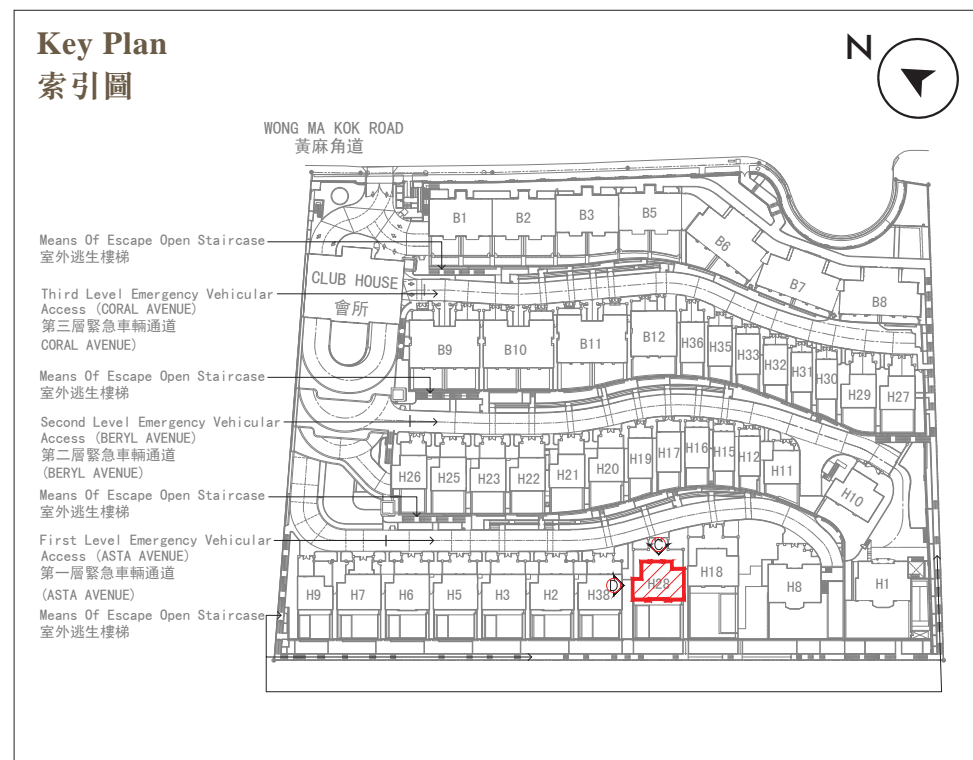 Key Plan
索引圖
N
WONG MA KOK ROAD
黃麻角道
B1
B2
B3
B5
B6
B7
B8
Means Of Escape Open Staircase
室外逃生樓梯
CLUB HOUSE
會所
Third Level Emergency Vehicular
Access (CORAL AVENUE)
第三層緊急車輛通道
CORAL AVENUE)
B9
B10
B11
B12
H36
H35
H33
H32
H31
H30
H29
H27
Means Of Escape Open Staircase
室外逃生樓梯
Second Level Emergency Vehicular
Access (BERYL AVENUE)
第二層緊急車輛通道
(BERYL AVENUE)
H26
H25
H23
H22
H21
H20
H19
H17
H16
H15
H12
H11
H10
Means Of Escape Open Staircase
室外逃生樓梯
First Level Emergency Vehicular
Access (ASTA AVENUE)
第一層緊急車輛通道
(ASTA AVENUE)
C
D
H9
H7
H6
H5
H3
H2
H38
H28
H18
H8
H1
Means Of Escape Open Staircase
室外逃生樓梯